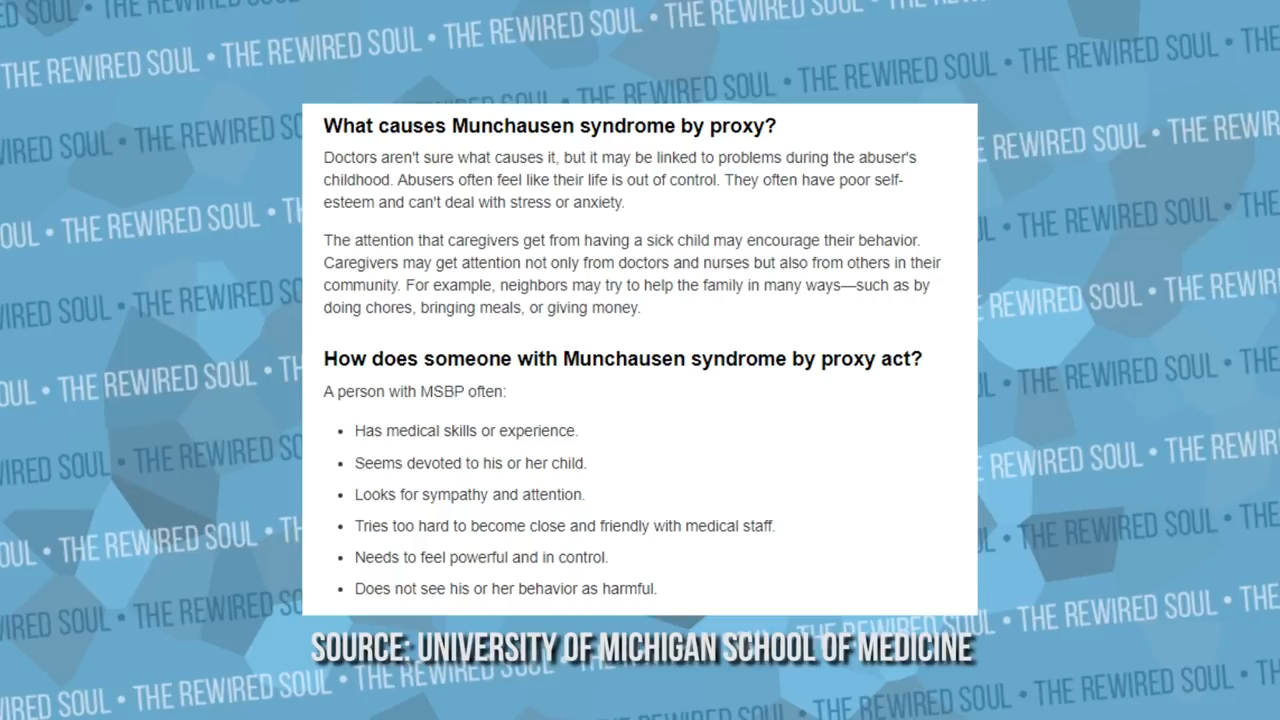 THE REWIRED SOUL • THE REWIRED SOUL • THE REWIRED SOUL
What causes Munchausen syndrome by proxy?
Doctors aren't sure what causes it, but it may be linked to problems during the abuser's
childhood. Abusers often feel like their life is out of control. They often have poor self-
esteem and can't deal with stress or anxiety.
The attention that caregivers get from having a sick child may encourage their behavior.
Caregivers may get attention not only from doctors and nurses but also from others in their
community. For example, neighbors may try to help the family in many ways—such as by
doing chores, bringing meals, or giving money.
How does someone with Munchausen syndrome by proxy act?
A person with MSBP often:
• Has medical skills or experience.
• Seems devoted to his or her child.
• Looks for sympathy and attention.
• Tries too hard to become close and friendly with medical staff.
• Needs to feel powerful and in control.
• Does not see his or her behavior as harmful.
SOURCE: UNIVERSITY OF MICHIGAN SCHOOL OF MEDICINE